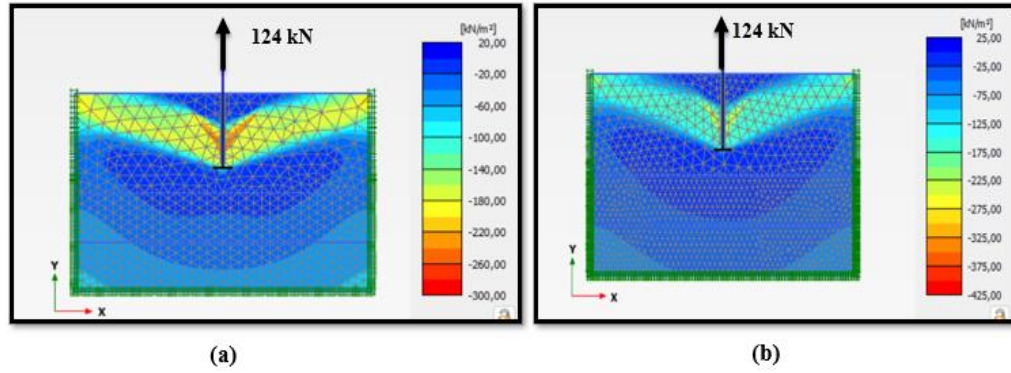 124 kN
[kN/m²]
20,00
-20,00
-60,00
-100,00
-140,00
-180,00
-220,00
-260,00
-300,00
Y
X
(a)
124 kN
[kN/m²]
25,00
-25,00
-75,00
-125,00
-175,00
-225,00
-275,00
-325,00
-375,00
-425,00
Y
X
(b)